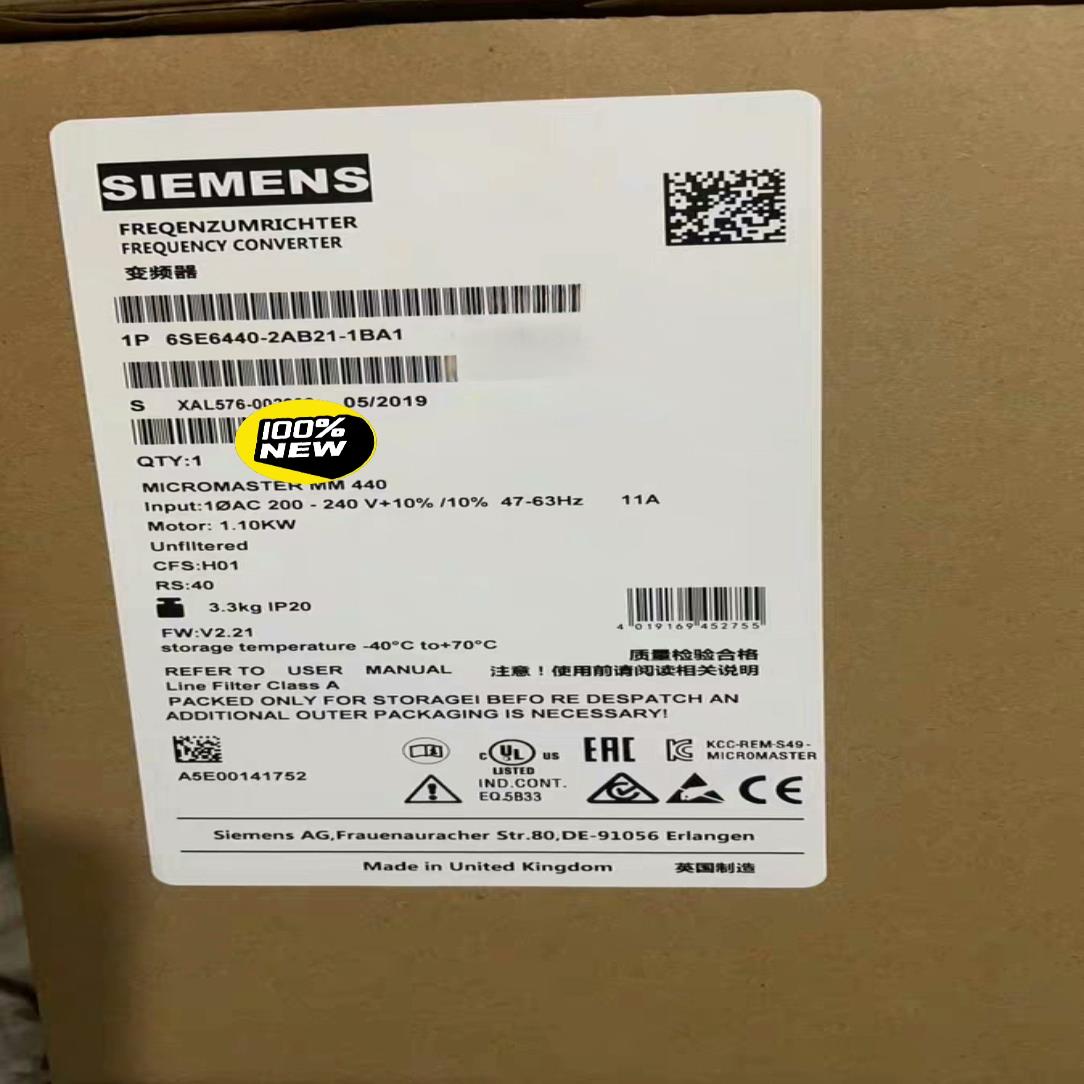 SIEMENS
FREQENZUMRICHTER
FREQUENCY CONVERTER
变频器
1P 6SE6440-2AB21-1BA1
S XAL576- 05/2019
100%
NEW
QTY:1
MICROMASTER MM 440
Input:1ØAC 200 - 240 V+10% /10% 47-63Hz 11A
Motor: 1.10KW
Unfiltered
CFS:H01
RS:40
3.3kg IP20
4 019169 452755
FW:V2.21
storage temperature -40°C to+70°C
质量检验合格
REFER TO USER MANUAL 注意！使用前请阅读相关说明
Line Filter Class A
PACKED ONLY FOR STORAGE! BEFO RE DESPATCH AN
ADDITIONAL OUTER PACKAGING IS NECESSARY!
A5E00141752
c UL us
LISTED
IND.CONT.
EQ.5B33
EAC
KCC-REM-S49-
MICROMASTER
CE
Siemens AG,Frauenauracher Str.80,DE-91056 Erlangen
Made in United Kingdom 英国制造